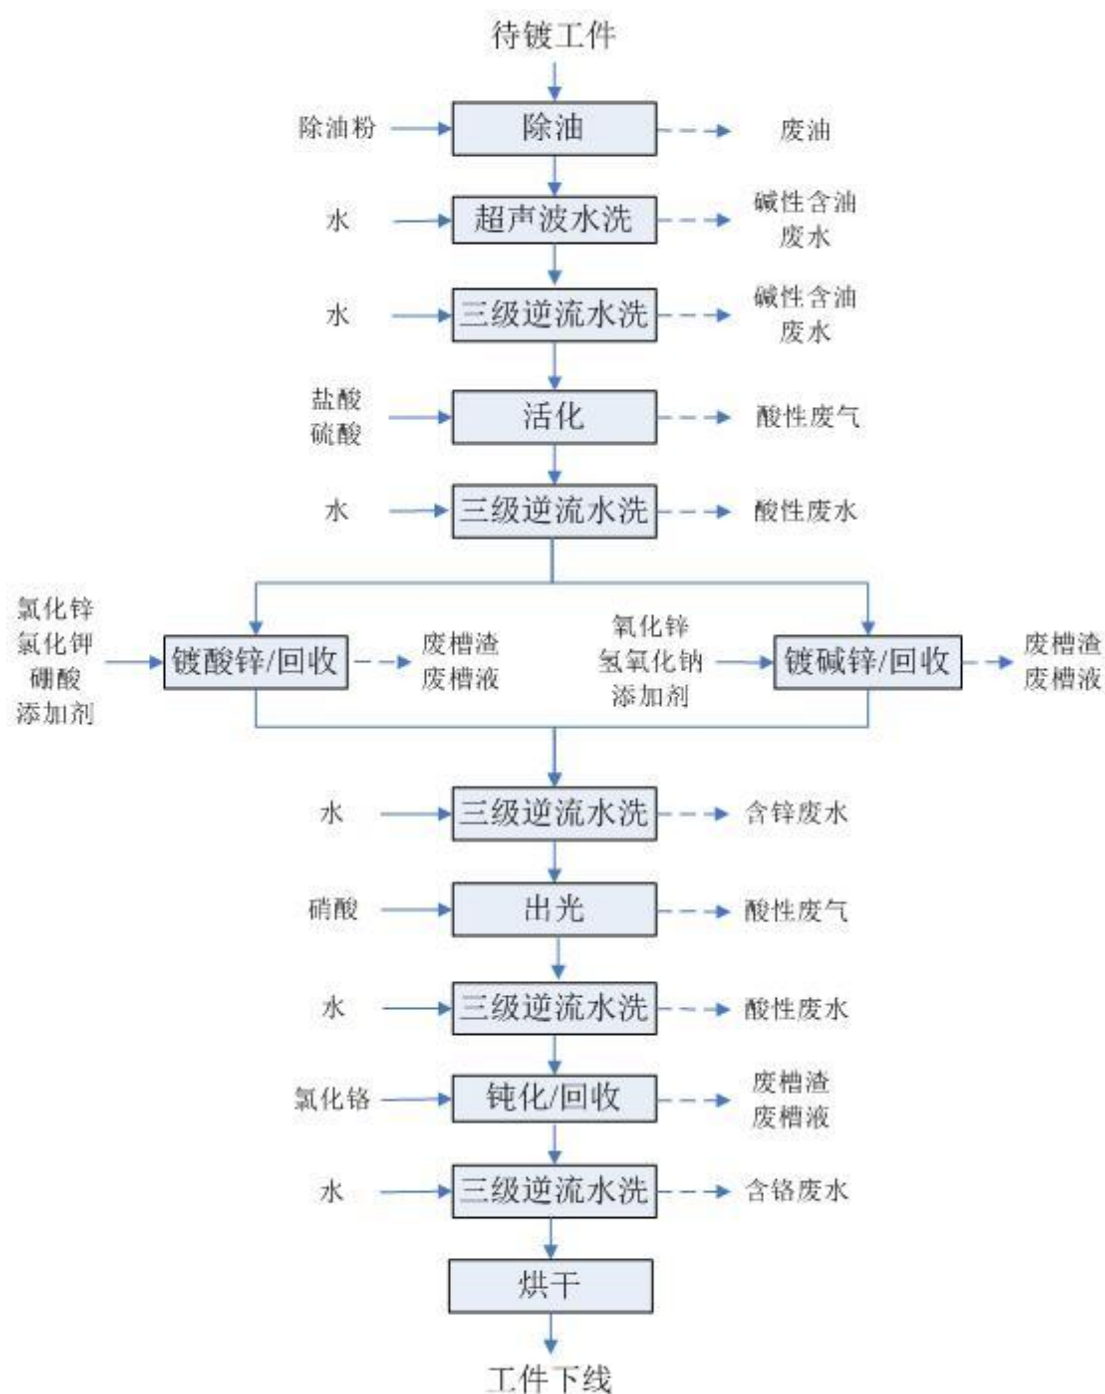 待镀工件
除油粉
除油
废油
水
超声波水洗
碱性含油
废水
水
三级逆流水洗
碱性含油
废水
盐酸
硫酸
活化
酸性废气
水
三级逆流水洗
酸性废水
氯化锌
氯化钾
硼酸
添加剂
镀酸锌/回收
废槽渣
废槽液
氧化锌
氢氧化钠
添加剂
镀碱锌/回收
废槽渣
废槽液
水
三级逆流水洗
含锌废水
硝酸
出光
酸性废气
水
三级逆流水洗
酸性废水
氯化铬
钝化/回收
废槽渣
废槽液
水
三级逆流水洗
含铬废水
烘干
工件下线